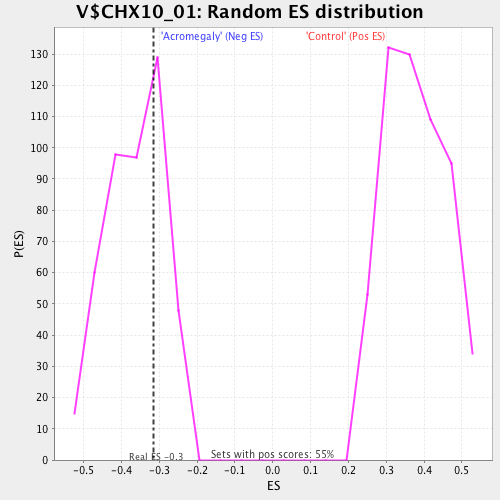 V$CHX10_01: Random ES distribution
'Acromegaly' (Neg ES)
'Control' (Pos ES)
P(ES)
130
120
110
100
90
80
70
60
50
40
30
20
10
0
Real ES -0.3
Sets with pos scores: 55%
-0.5 -0.4 -0.3 -0.2 -0.1 0.0 0.1 0.2 0.3 0.4 0.5
ES